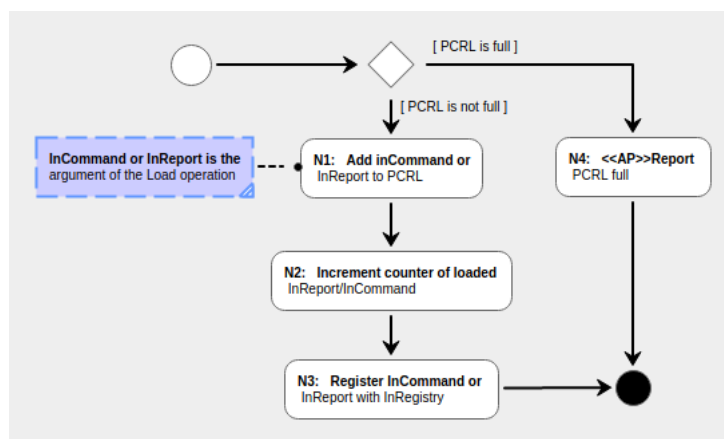 [ PCRL is full ]
[ PCRL is not full ]
InCommand or InReport is the
argument of the Load operation
N1: Add inCommand or
InReport to PCRL
N4: <<AP>>Report
PCRL full
N2: Increment counter of loaded
InReport/InCommand
N3: Register InCommand or
InReport with InRegistry